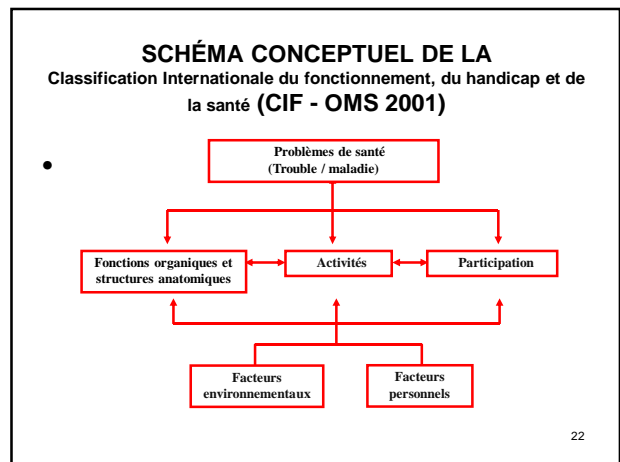 SCHÉMA CONCEPTUEL DE LA
Classification Internationale du fonctionnement, du handicap et de
la santé (CIF - OMS 2001)
Problèmes de santé
(Trouble / maladie)
Fonctions organiques et
structures anatomiques
Activités
Participation
Facteurs
environnementaux
Facteurs
personnels
22